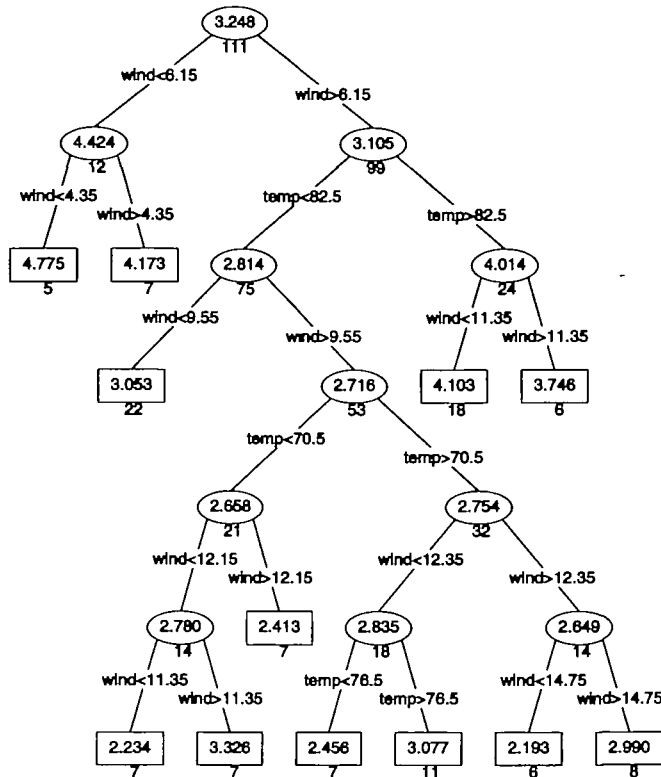 3.248
111
wind<6.15
wind>6.15
4.424
12
3.105
99
wind<4.35
wind>4.35
temp<82.5
temp>82.5
4.775
5
4.173
7
2.814
75
4.014
24
wind<9.55
wind>9.55
wind<11.35
wind>11.35
3.053
22
2.716
53
4.103
18
3.746
6
temp<70.5
temp>70.5
2.658
21
2.754
32
wind<12.15
wind>12.15
wind<12.35
wind>12.35
2.780
14
2.413
7
2.835
18
2.649
14
wind<11.35
wind>11.35
temp<76.5
temp>76.5
wind<14.75
wind>14.75
2.234
7
3.326
7
2.456
7
3.077
11
2.193
6
2.990
8